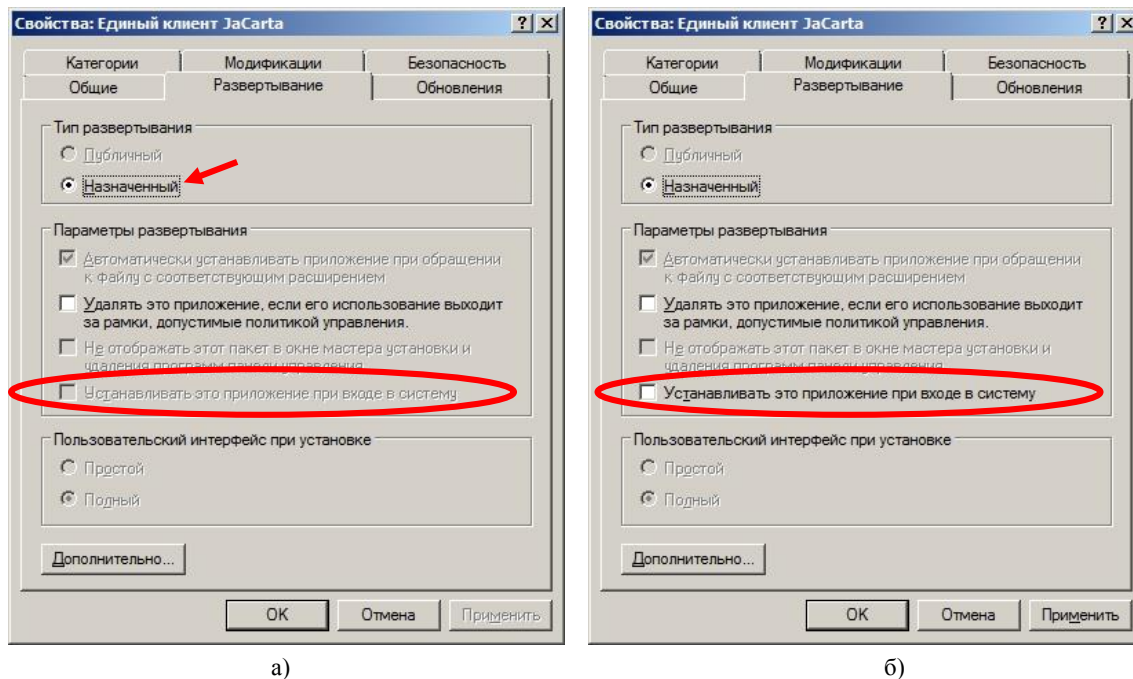 Свойства: Единый клиент JaCarta
Категории Модификации Безопасность
Общие Развертывание Обновления
Тип развертывания
Публичный
Назначенный
Параметры развертывания
Автоматически устанавливать приложение при обращении
к файлу с соответствующим расширением
Удалять это приложение, если его использование выходит
за рамки, допустимые политикой управления.
Не отображать этот пакет в окне мастера установки и
удаления программ панели управления
Устанавливать это приложение при входе в систему
Пользовательский интерфейс при установке
Простой
Полный
Дополнительно...
OK Отмена Применить
а)
Свойства: Единый клиент JaCarta
Категории Модификации Безопасность
Общие Развертывание Обновления
Тип развертывания
Публичный
Назначенный
Параметры развертывания
Автоматически устанавливать приложение при обращении
к файлу с соответствующим расширением
Удалять это приложение, если его использование выходит
за рамки, допустимые политикой управления.
Не отображать этот пакет в окне мастера установки и
удаления программ панели управления
Устанавливать это приложение при входе в систему
Пользовательский интерфейс при установке
Простой
Полный
Дополнительно...
OK Отмена Применить
б)